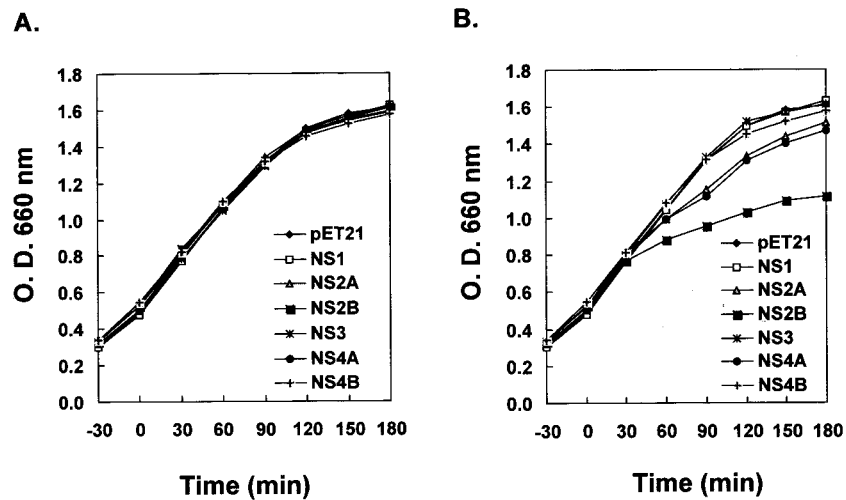 A.
1.8
1.6
1.4
1.2
1.0
0.8
0.6
0.4
0.2
0.0
O. D. 660 nm
-30 0 30 60 90 120 150 180
Time (min)
pET21
NS1
NS2A
NS2B
NS3
NS4A
NS4B
B.
1.8
1.6
1.4
1.2
1.0
0.8
0.6
0.4
0.2
0.0
O. D. 660 nm
-30 0 30 60 90 120 150 180
Time (min)
pET21
NS1
NS2A
NS2B
NS3
NS4A
NS4B